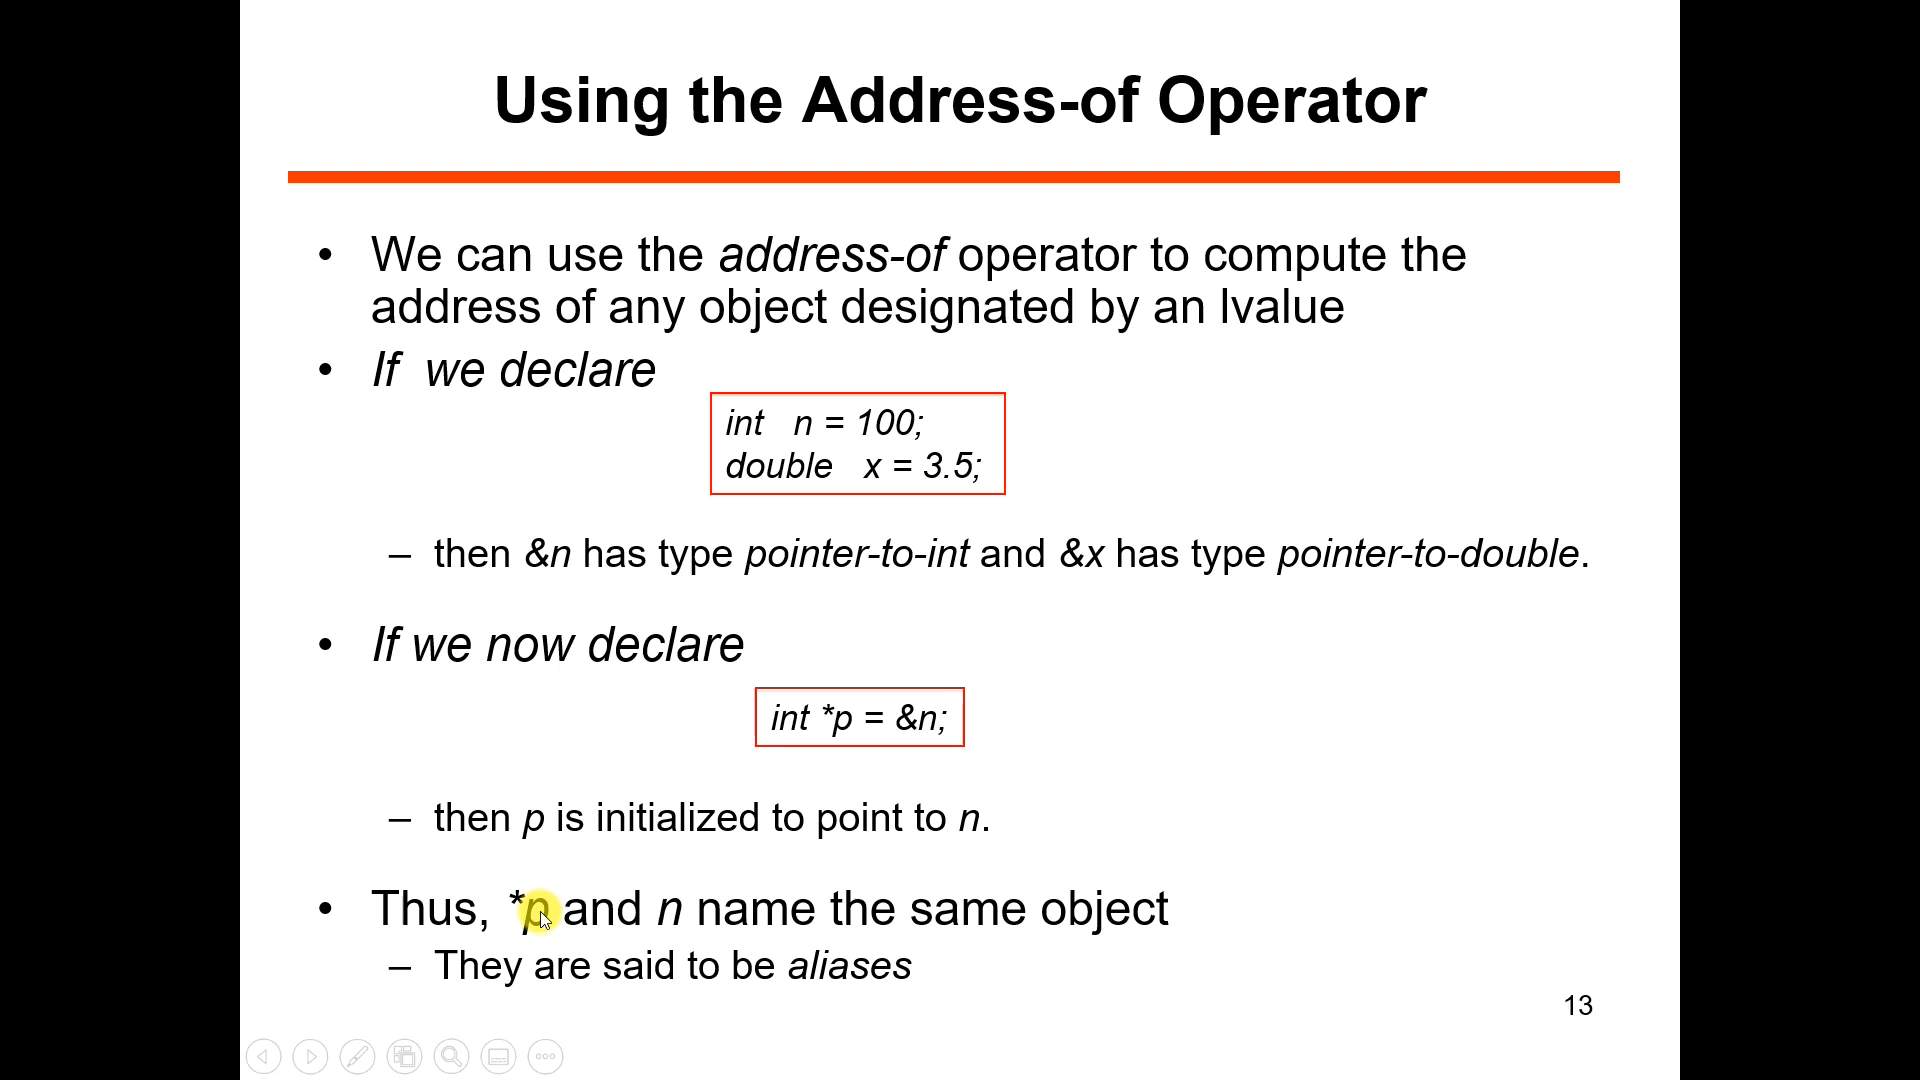 Using the Address-of Operator
• We can use the address-of operator to compute the
address of any object designated by an lvalue
• If we declare
int n = 100;
double x = 3.5;
– then &n has type pointer-to-int and &x has type pointer-to-double.
• If we now declare
int *p = &n;
– then p is initialized to point to n.
• Thus, *p and n name the same object
– They are said to be aliases
13